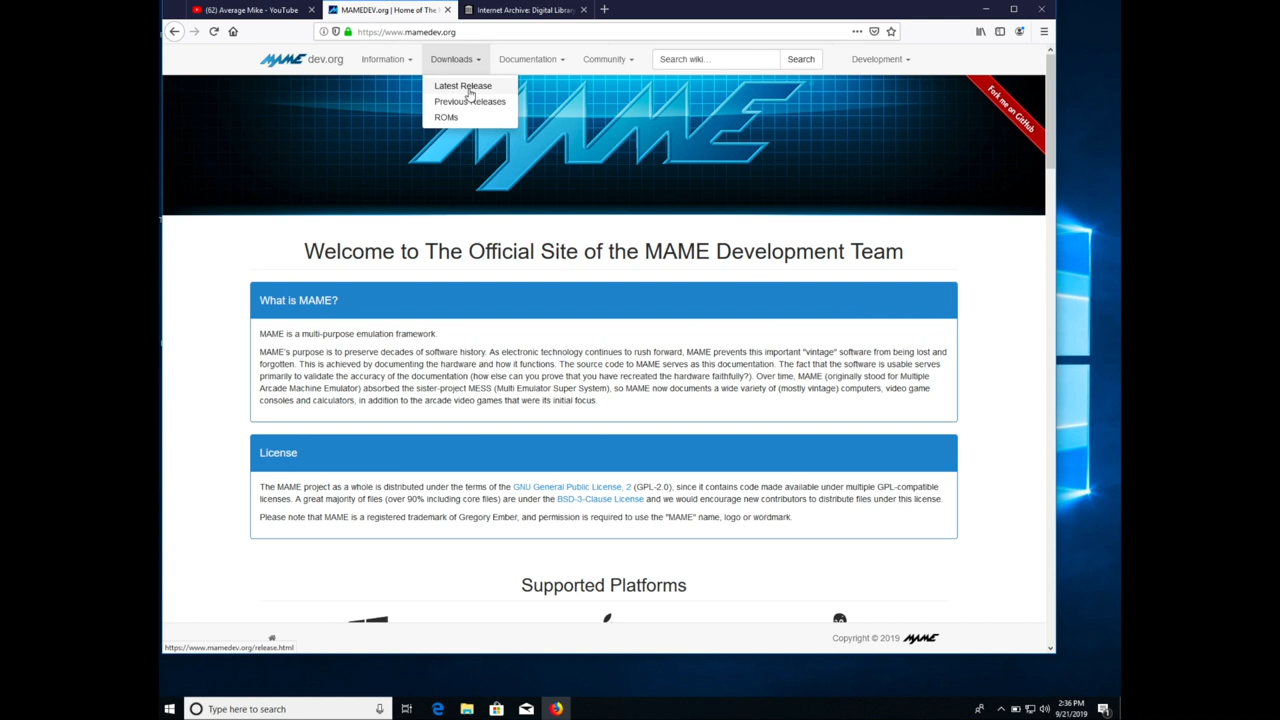 (62) Average Mike - YouTube
MAMEDEV.org | Home of The
Internet Archive: Digital Library
https://www.mamedev.org
MAME dev.org
Information
Downloads
Documentation
Community
Search wiki...
Search
Development
Latest Release
Previous Releases
ROMs
Fork me on GitHub
MAME
Welcome to The Official Site of the MAME Development Team
What is MAME?
MAME is a multi-purpose emulation framework.
MAME's purpose is to preserve decades of software history. As electronic technology continues to rush forward, MAME prevents this important "vintage" software from being lost and
forgotten. This is achieved by documenting the hardware and how it functions. The source code to MAME serves as this documentation. The fact that the software is usable serves
primarily to validate the accuracy of the documentation (how else can you prove that you have recreated the hardware faithfully?). Over time, MAME (originally stood for Multiple
Arcade Machine Emulator) absorbed the sister-project MESS (Multi Emulator Super System), so MAME now documents a wide variety of (mostly vintage) computers, video game
consoles and calculators, in addition to the arcade video games that were its initial focus.
License
The MAME project as a whole is distributed under the terms of the GNU General Public License, 2 (GPL-2.0), since it contains code made available under multiple GPL-compatible
licenses. A great majority of files (over 90% including core files) are under the BSD-3-Clause License and we would encourage new contributors to distribute files under this license.
Please note that MAME is a registered trademark of Gregory Ember, and permission is required to use the "MAME" name, logo or wordmark.
Supported Platforms
Copyright © 2019 MAME
https://www.mamedev.org/release.html
Type here to search
2:36 PM
9/21/2019
1